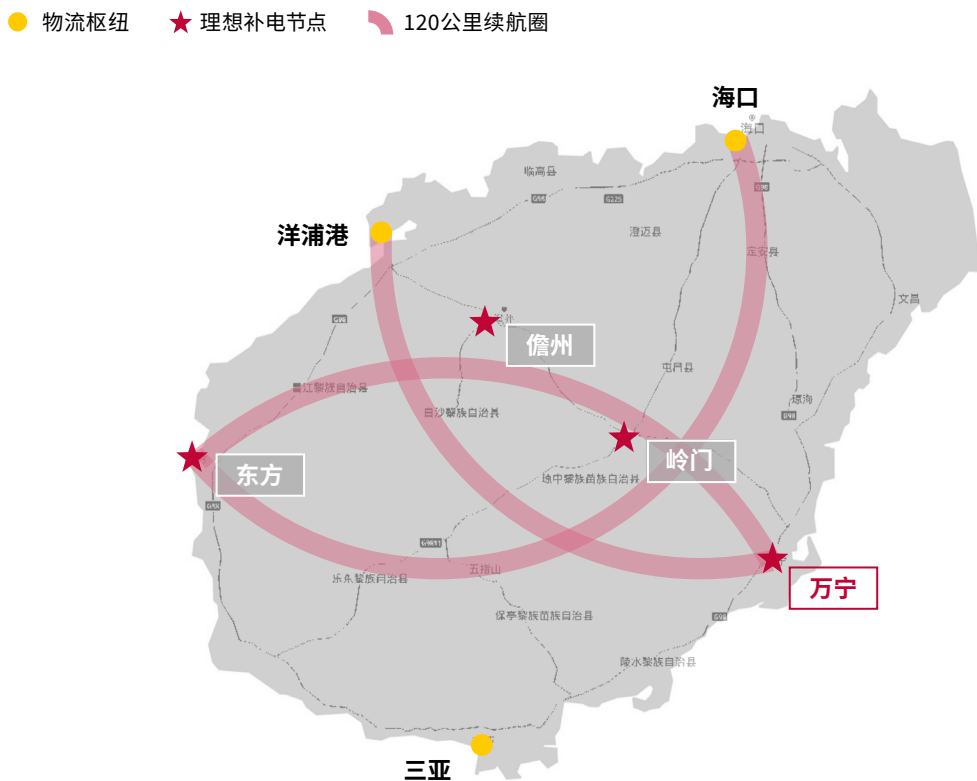 物流枢纽 理想补电节点 120公里续航圈
海口
海口
临高县
G98
G225
G98
洋浦港
澄迈县
定安县
文昌
儋州
G98
屯昌县
昌江黎族自治县
琼海
白沙黎族自治县
G98
岭门
东方
琼中黎族苗族自治县
G98
G9811
五指山
乐东黎族自治县
万宁
保亭黎族苗族自治县
G98
陵水黎族自治县
三亚